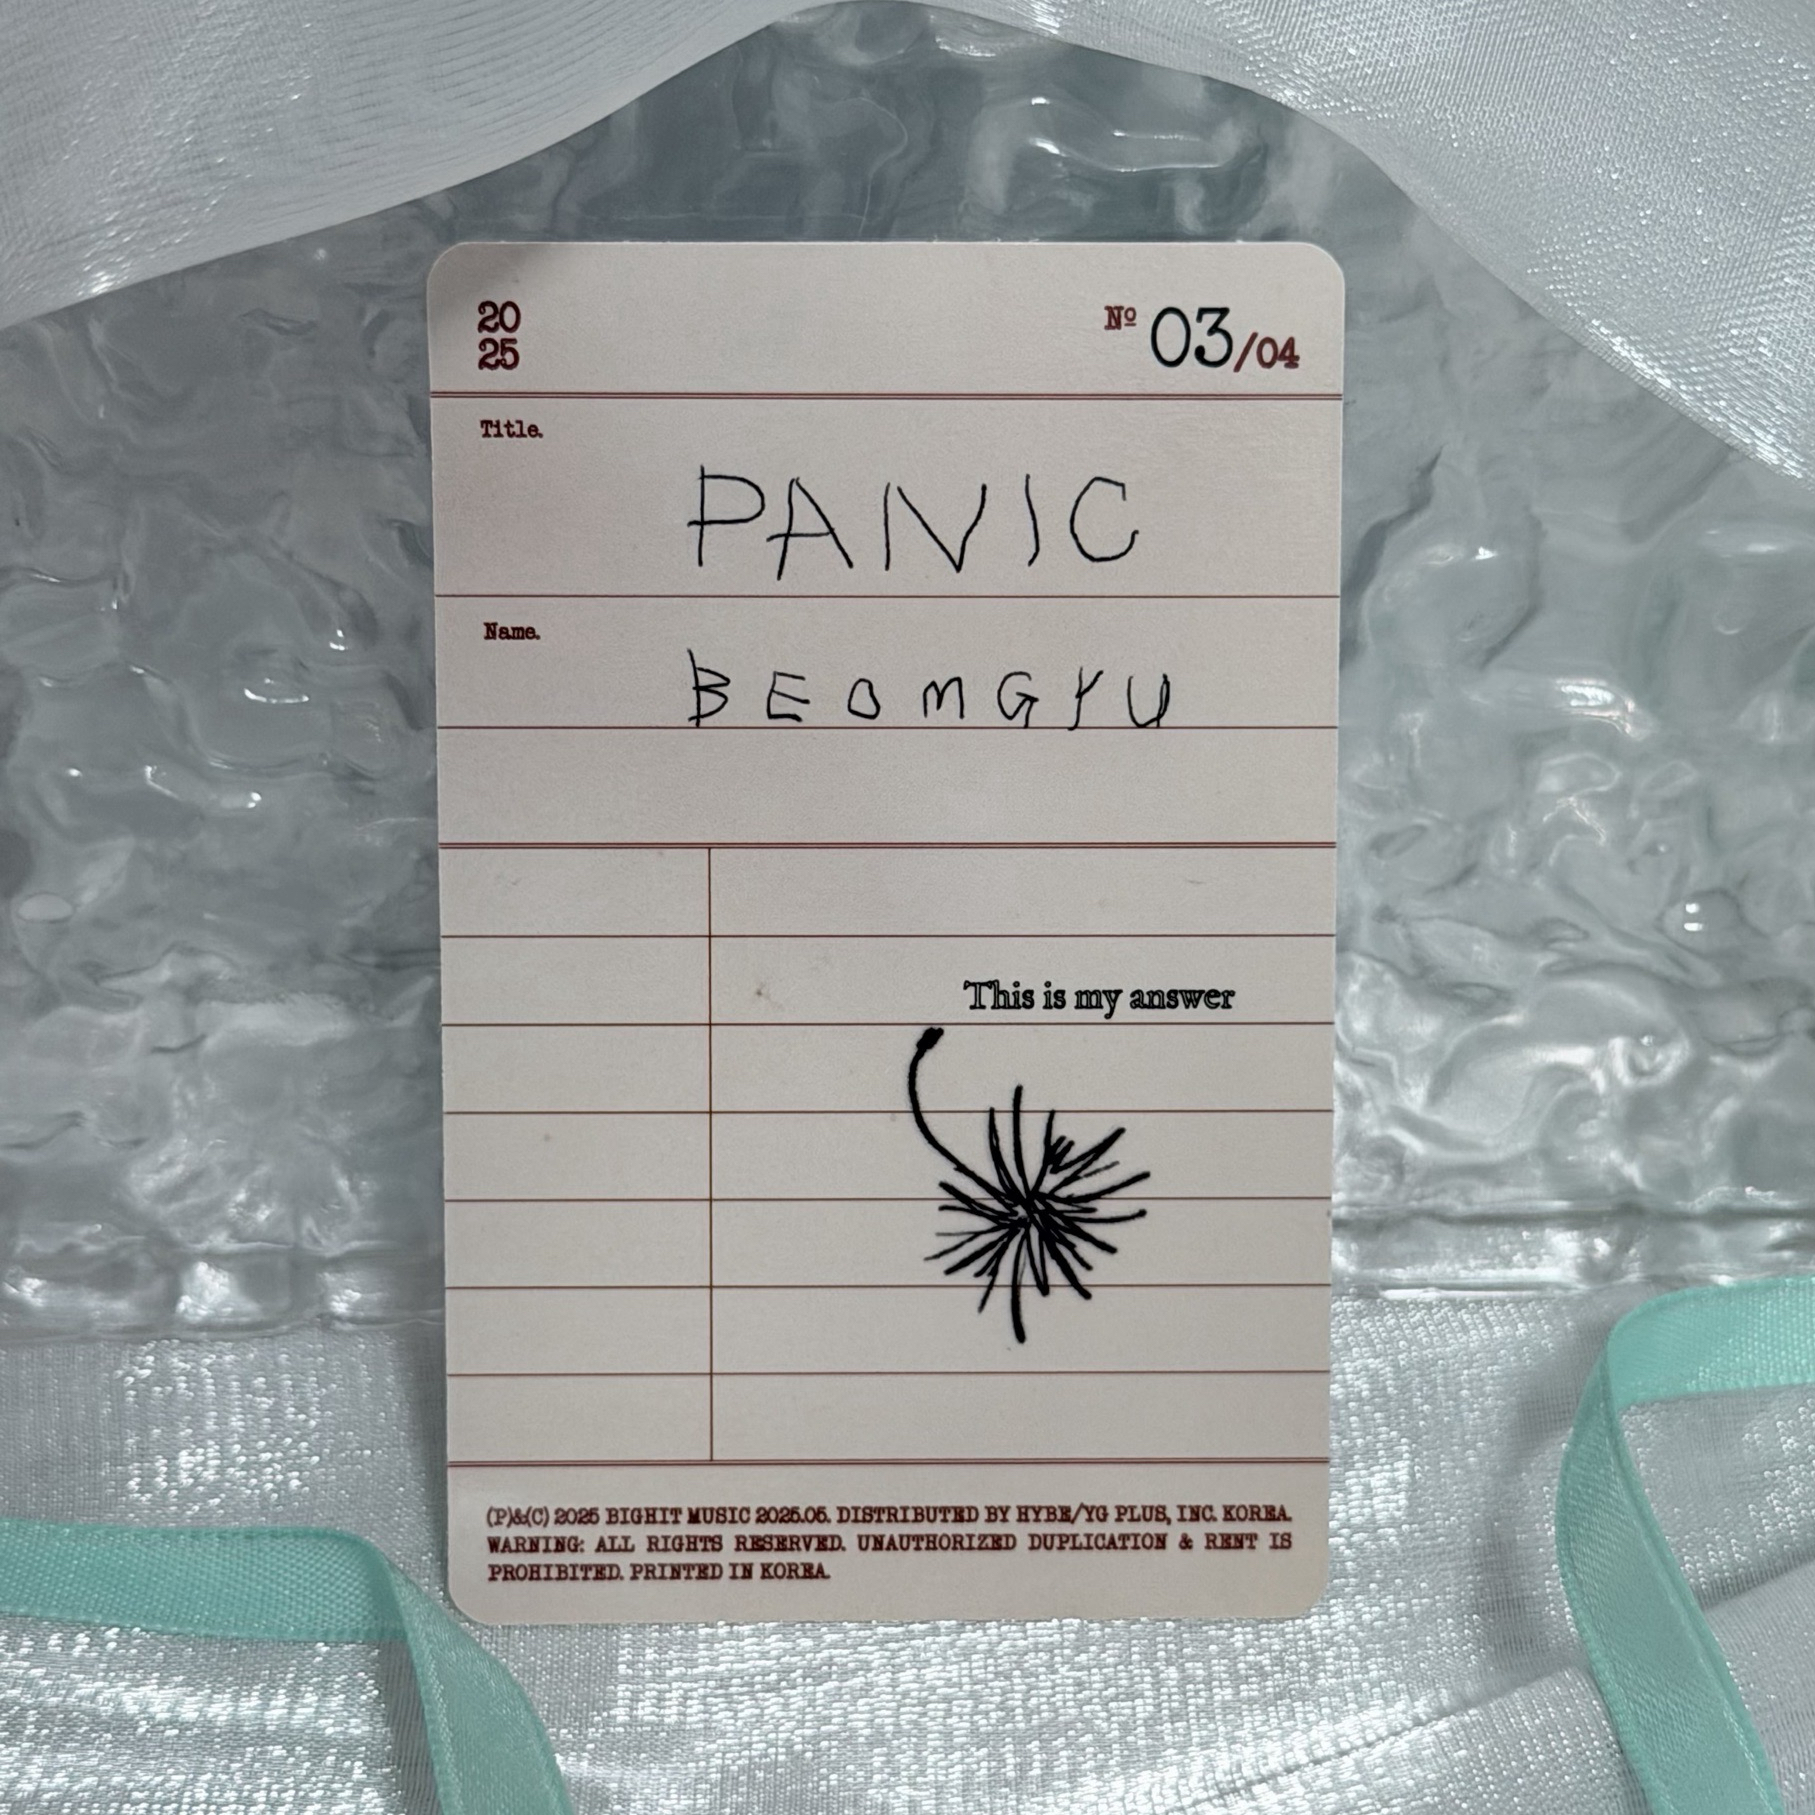 20
25
Nº 03/04
Title.
PANIC
Name.
BEOMGYU
This is my answer
(P)&(C) 2025 BIGHIT MUSIC 2025.05. DISTRIBUTED BY HYBE/YG PLUS, INC. KOREA.
WARNING: ALL RIGHTS RESERVED. UNAUTHORIZED DUPLICATION & RENT IS
PROHIBITED. PRINTED IN KOREA.